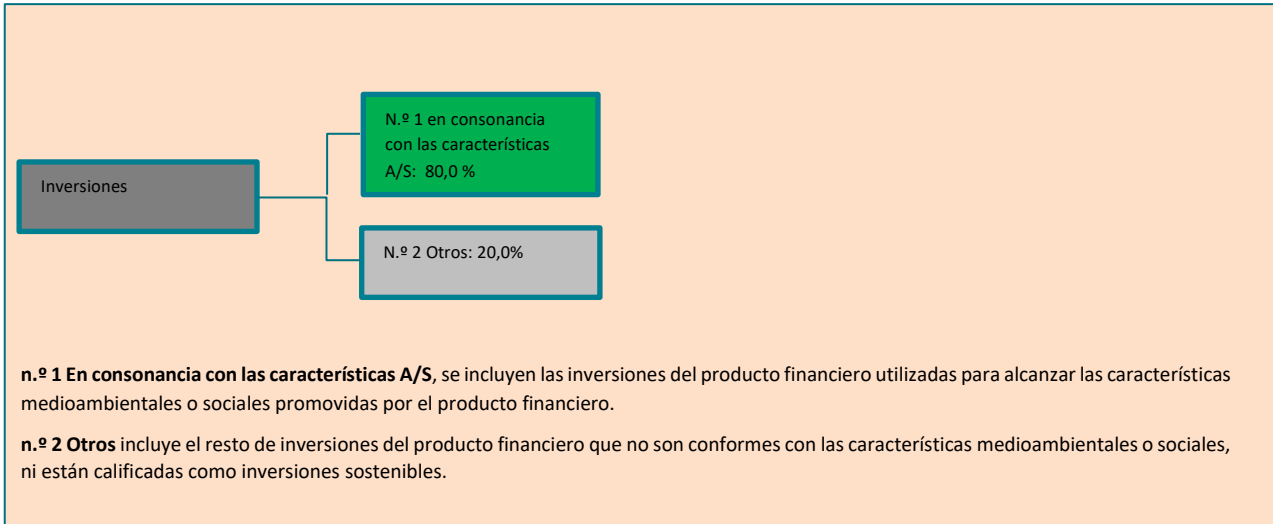 N.º 1 en consonancia
con las características
A/S: 80,0 %
Inversiones
N.º 2 Otros: 20,0%
n.º 1 En consonancia con las características A/S, se incluyen las inversiones del producto financiero utilizadas para alcanzar las características
medioambientales o sociales promovidas por el producto financiero.
n.º 2 Otros incluye el resto de inversiones del producto financiero que no son conformes con las características medioambientales o sociales,
ni están calificadas como inversiones sostenibles.